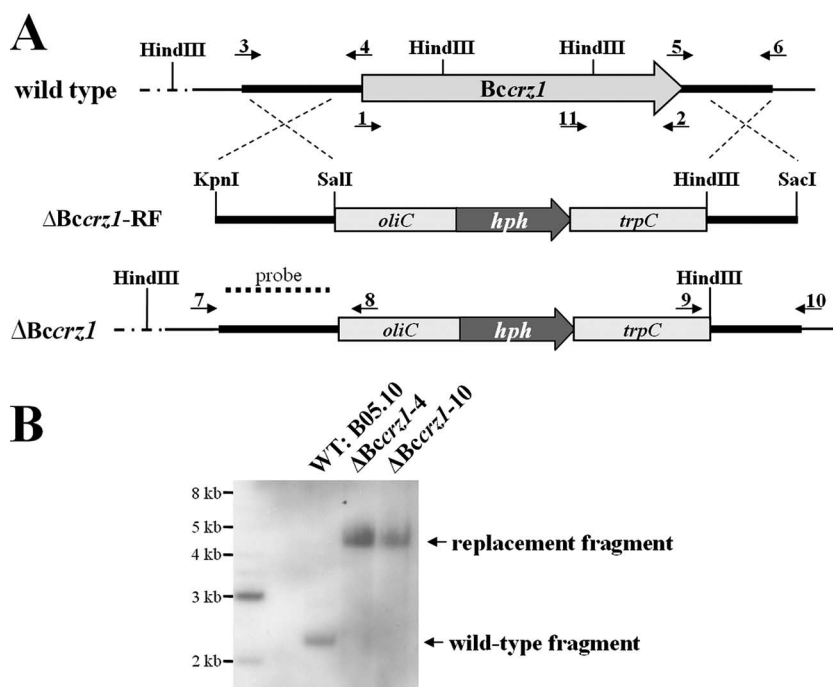 A
HindIII 3 4 HindIII HindIII 5 6
wild type Bccrz1
1 11 2
KpnI SalI HindIII SacI
ΔBccrz1-RF oliC hph trpC
HindIII probe HindIII
7 8 9 10
ΔBccrz1 oliC hph trpC
B
WT: B05.10
ΔBccrz1-4
ΔBccrz1-10
8 kb
5 kb
4 kb
replacement fragment
3 kb
wild-type fragment
2 kb